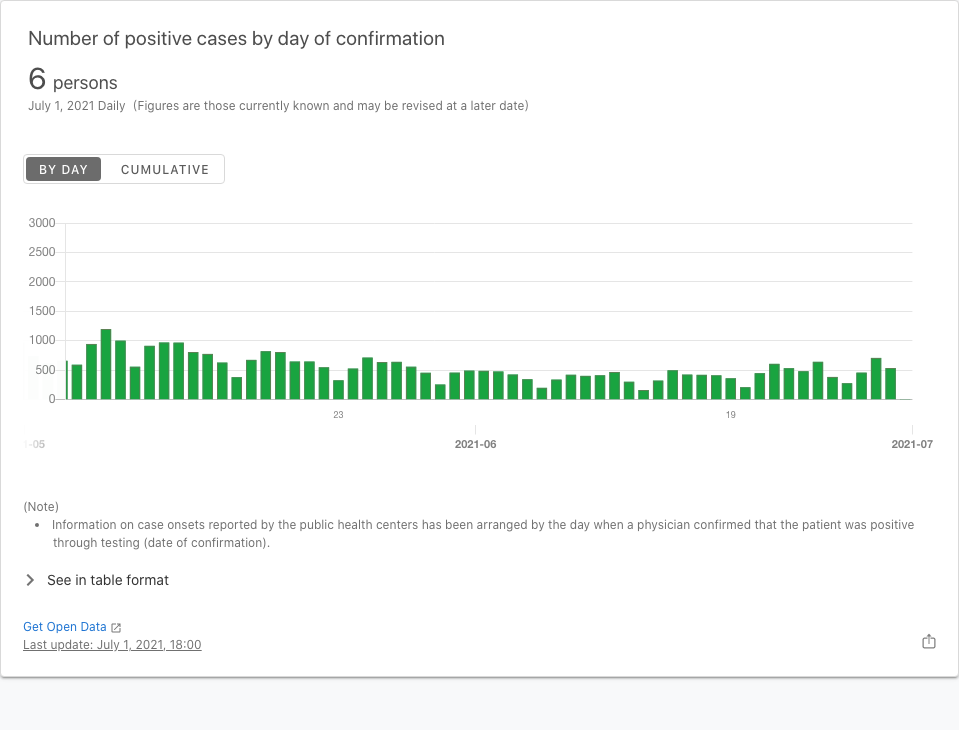 Number of positive cases by day of confirmation
6 persons
July 1, 2021 Daily (Figures are those currently known and may be revised at a later date)
BY DAY CUMULATIVE
3000
2500
2000
1500
1000
500
0
23 19
-05 2021-06 2021-07
(Note)
• Information on case onsets reported by the public health centers has been arranged by the day when a physician confirmed that the patient was positive
through testing (date of confirmation).
See in table format
Get Open Data
Last update: July 1, 2021, 18:00